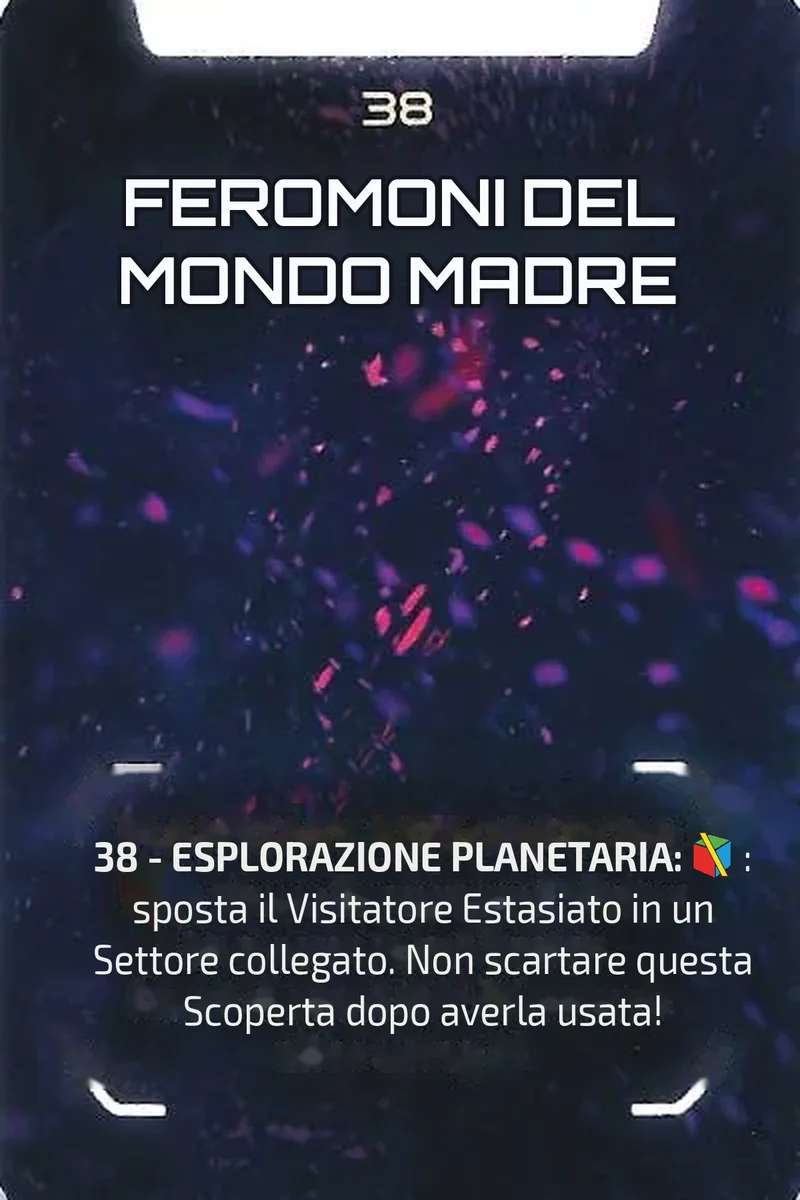 38
FEROMONI DEL
MONDO MADRE
38 - ESPLORAZIONE PLANETARIA: :
sposta il Visitatore Estasiato in un
Settore collegato. Non scartare questa
Scoperta dopo averla usata!